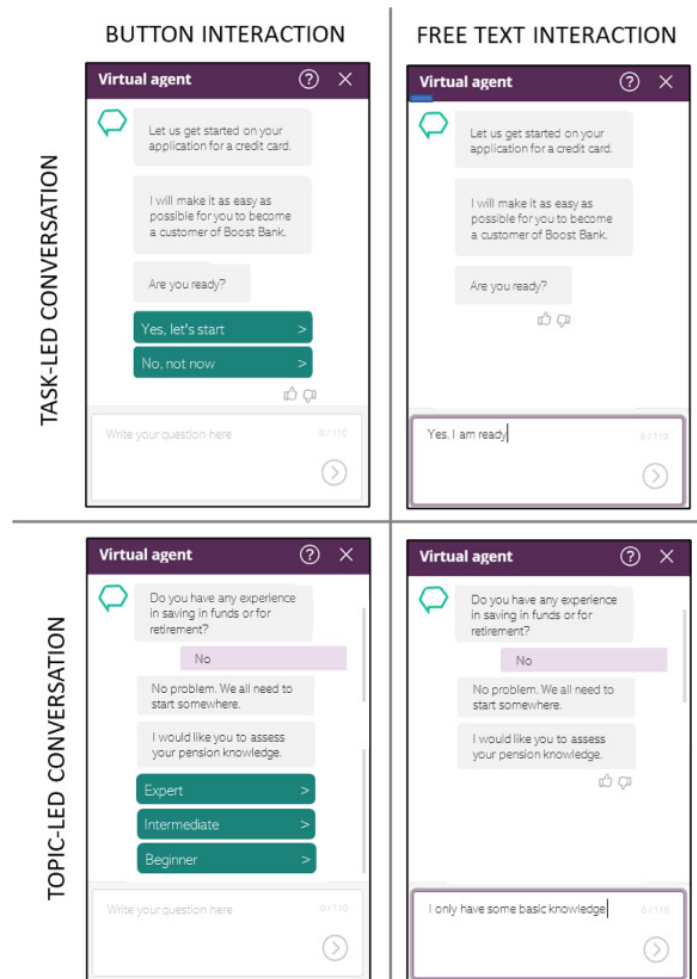 BUTTON INTERACTION
FREE TEXT INTERACTION
TASK-LED CONVERSATION
Virtual agent ? ×
Let us get started on your
application for a credit card.
I will make it as easy as
possible for you to become
a customer of Boost Bank.
Are you ready?
Yes, let's start >
No, not now >
Write your question here 0/110
Virtual agent ? ×
Let us get started on your
application for a credit card.
I will make it as easy as
possible for you to become
a customer of Boost Bank.
Are you ready?
Yes, I am ready 0/110
TOPIC-LED CONVERSATION
Virtual agent ? ×
Do you have any experience
in saving in funds or for
retirement?
No
No problem. We all need to
start somewhere.
I would like you to assess
your pension knowledge.
Expert >
Intermediate >
Beginner >
Write your question here 0/110
Virtual agent ? ×
Do you have any experience
in saving in funds or for
retirement?
No
No problem. We all need to
start somewhere.
I would like you to assess
your pension knowledge.
I only have some basic knowledge 0/110